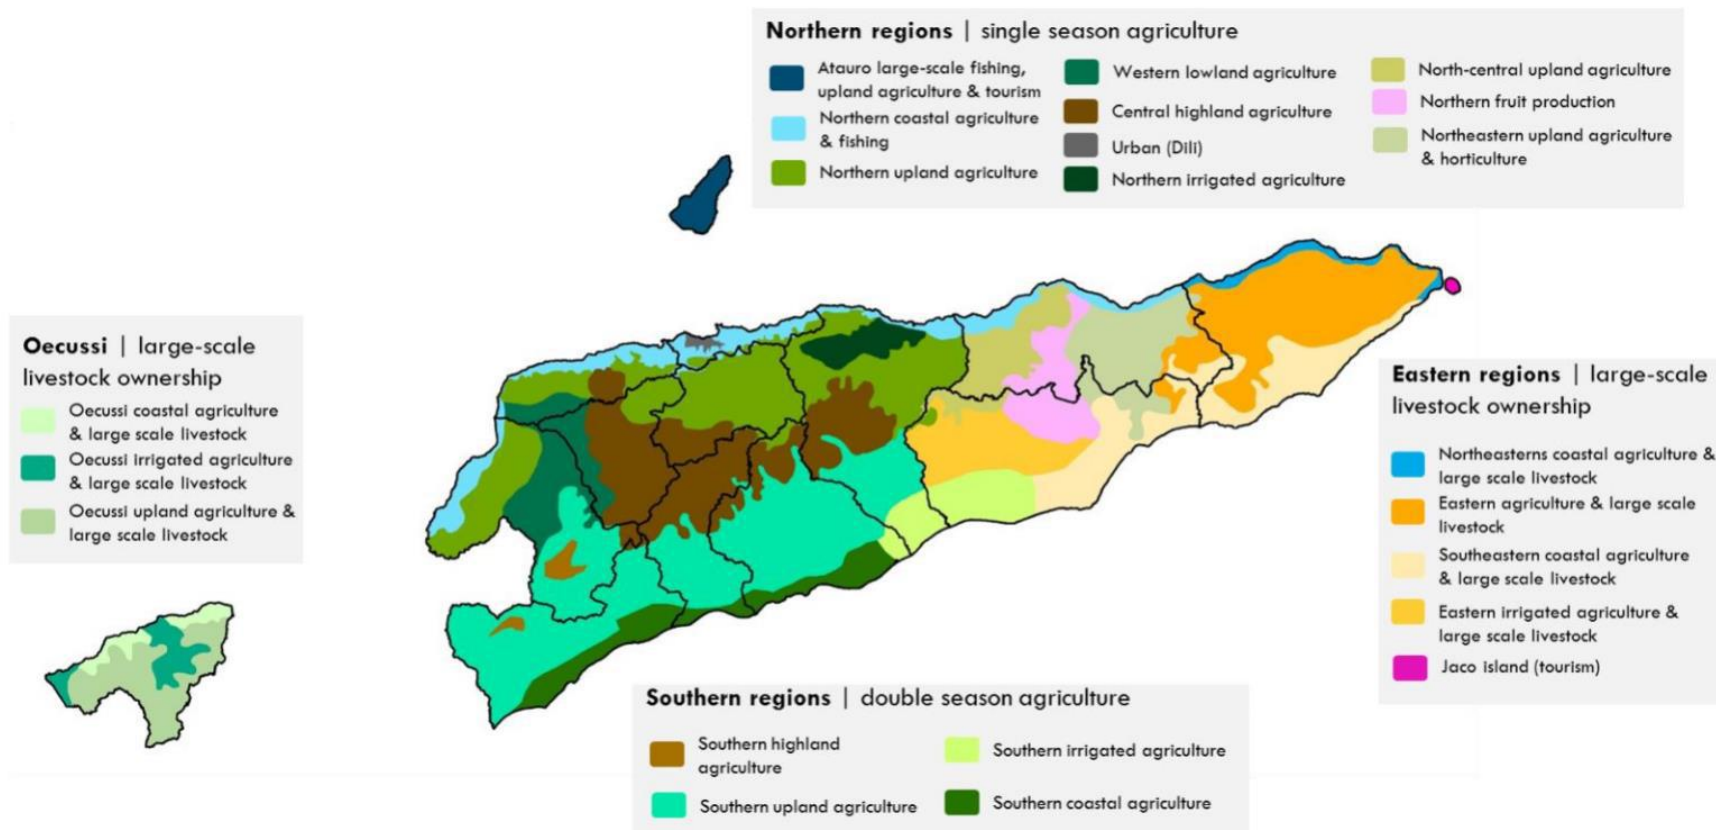 Northern regions | single season agriculture
Atauro large-scale fishing,
upland agriculture & tourism
Northern coastal agriculture
& fishing
Northern upland agriculture
Western lowland agriculture
Central highland agriculture
Urban (Dili)
Northern irrigated agriculture
North-central upland agriculture
Northern fruit production
Northeastern upland agriculture
& horticulture
Oecussi | large-scale
livestock ownership
Oecussi coastal agriculture
& large scale livestock
Oecussi irrigated agriculture
& large scale livestock
Oecussi upland agriculture &
large scale livestock
Eastern regions | large-scale
livestock ownership
Northeasterns coastal agriculture &
large scale livestock
Eastern agriculture & large scale
livestock
Southeastern coastal agriculture
& large scale livestock
Eastern irrigated agriculture &
large scale livestock
Jaco island (tourism)
Southern regions | double season agriculture
Southern highland
agriculture
Southern upland agriculture
Southern irrigated agriculture
Southern coastal agriculture